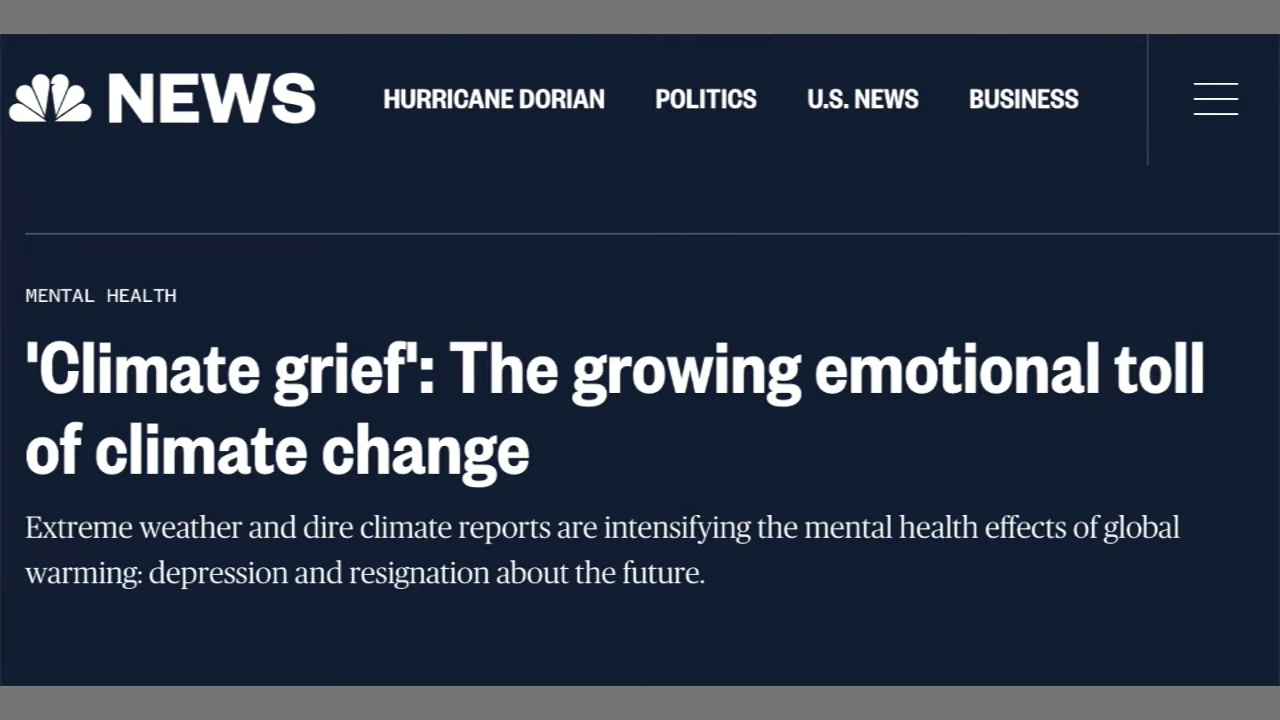 NEWS HURRICANE DORIAN POLITICS U.S. NEWS BUSINESS
MENTAL HEALTH
'Climate grief': The growing emotional toll
of climate change
Extreme weather and dire climate reports are intensifying the mental health effects of global
warming: depression and resignation about the future.